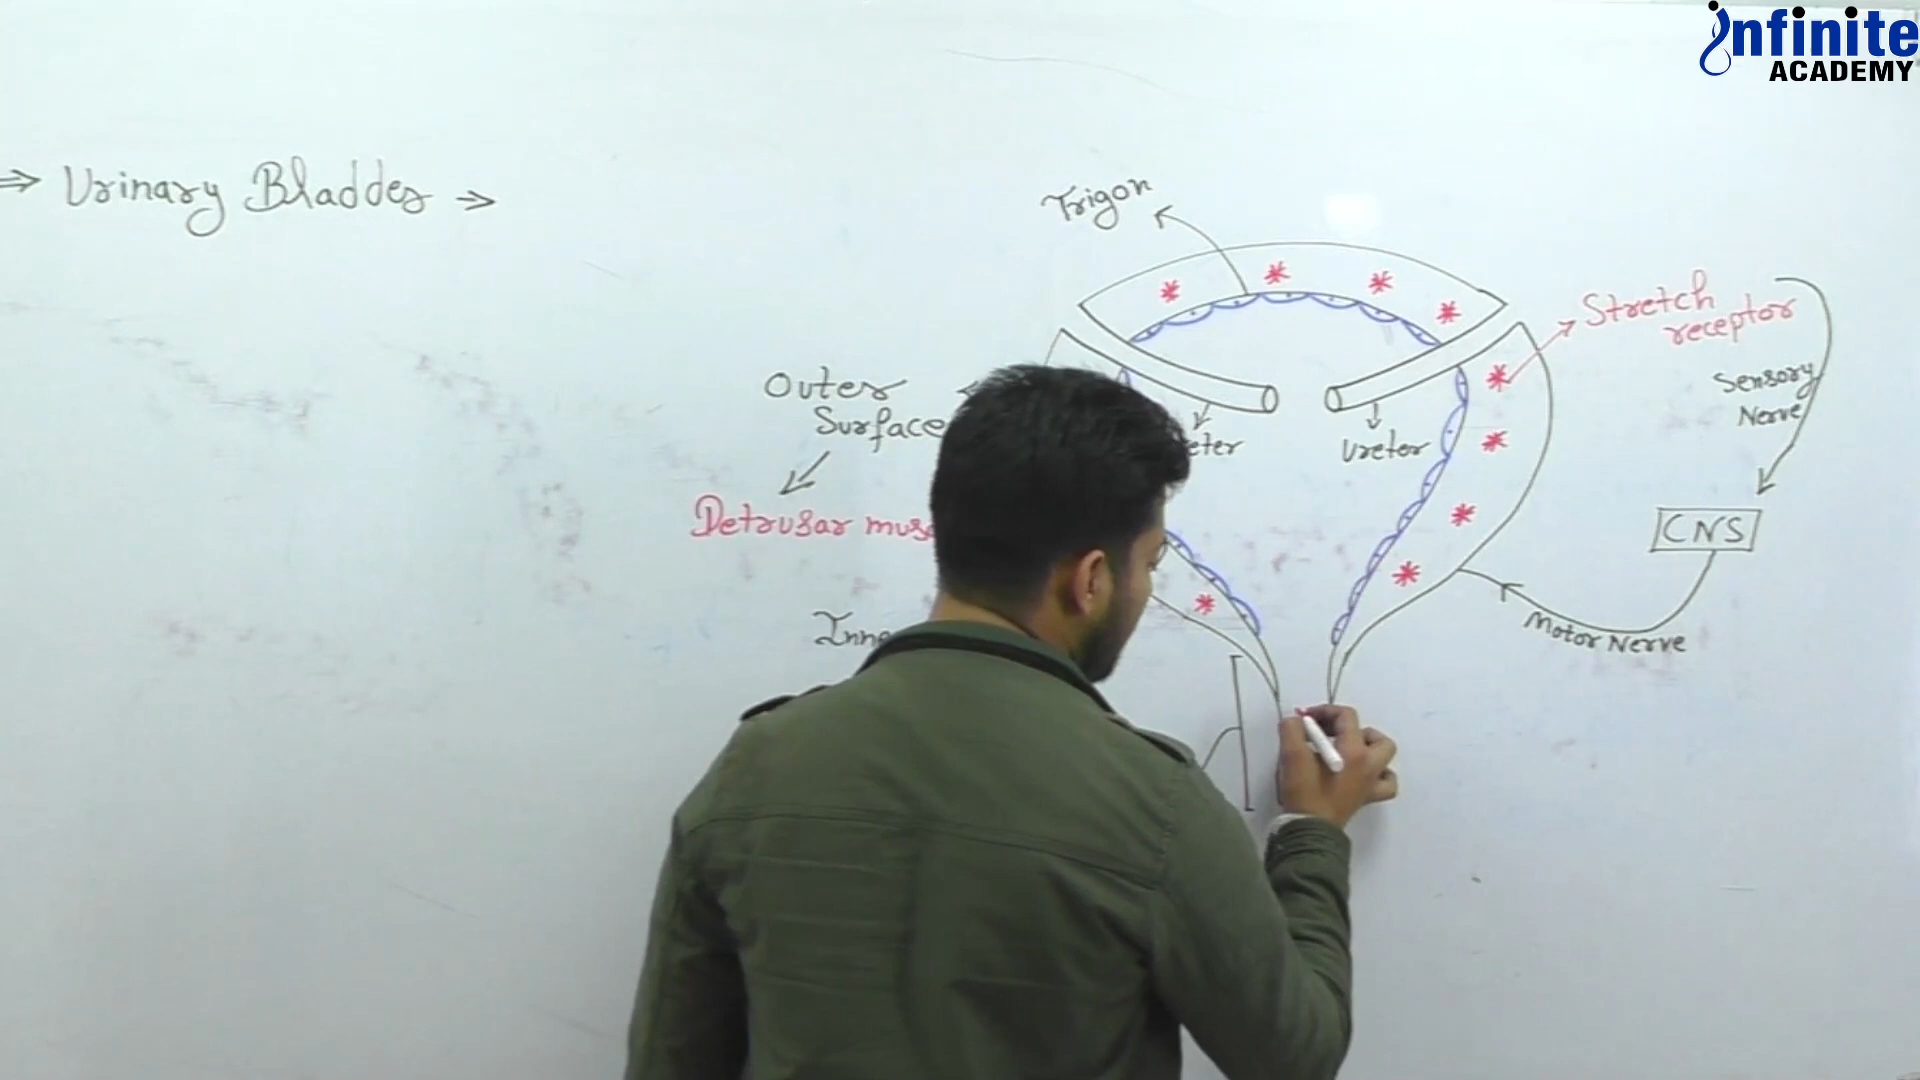 infinite
ACADEMY
⇒ Urinary Bladder →
Trigon
Stretch
receptor
Sensory
Nerve
Outer
Surface
Ureter
Detrusar
CNS
Motor Nerve